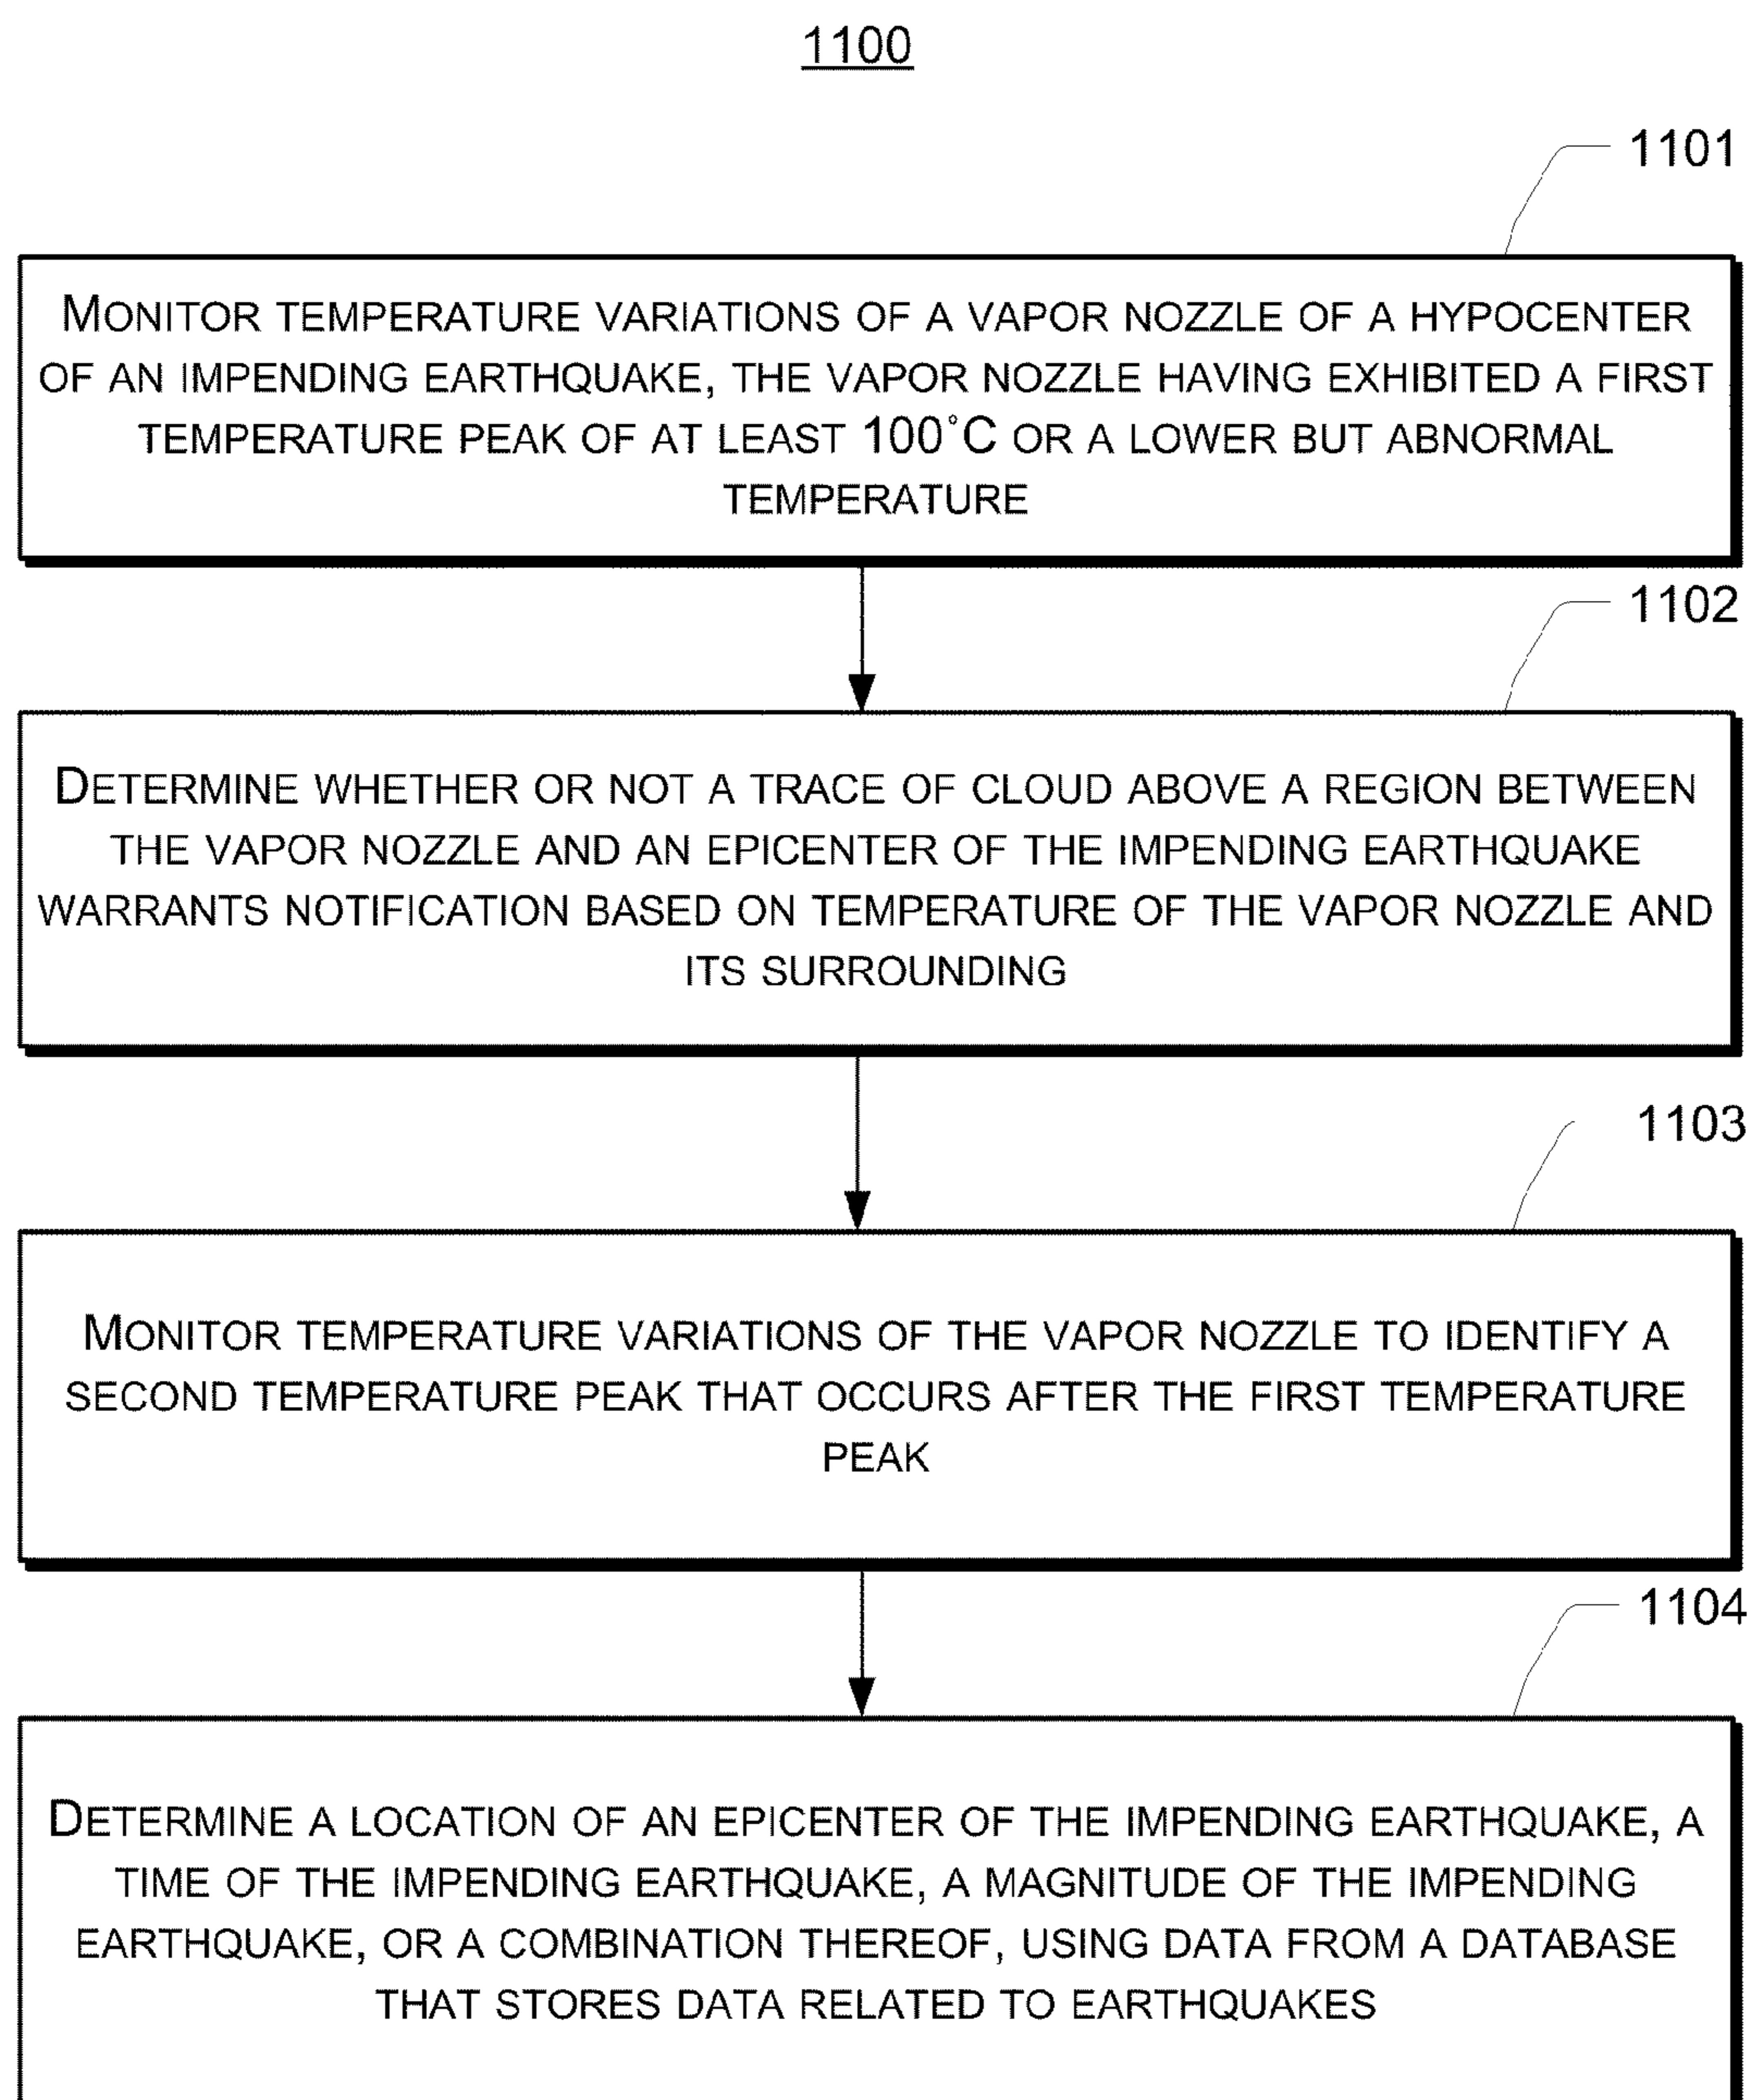 1100
1101
MONITOR TEMPERATURE VARIATIONS OF A VAPOR NOZZLE OF A HYPOCENTER
OF AN IMPENDING EARTHQUAKE, THE VAPOR NOZZLE HAVING EXHIBITED A FIRST
TEMPERATURE PEAK OF AT LEAST 100°C OR A LOWER BUT ABNORMAL
TEMPERATURE
1102
DETERMINE WHETHER OR NOT A TRACE OF CLOUD ABOVE A REGION BETWEEN
THE VAPOR NOZZLE AND AN EPICENTER OF THE IMPENDING EARTHQUAKE
WARRANTS NOTIFICATION BASED ON TEMPERATURE OF THE VAPOR NOZZLE AND
ITS SURROUNDING
1103
MONITOR TEMPERATURE VARIATIONS OF THE VAPOR NOZZLE TO IDENTIFY A
SECOND TEMPERATURE PEAK THAT OCCURS AFTER THE FIRST TEMPERATURE
PEAK
1104
DETERMINE A LOCATION OF AN EPICENTER OF THE IMPENDING EARTHQUAKE, A
TIME OF THE IMPENDING EARTHQUAKE, A MAGNITUDE OF THE IMPENDING
EARTHQUAKE, OR A COMBINATION THEREOF, USING DATA FROM A DATABASE
THAT STORES DATA RELATED TO EARTHQUAKES